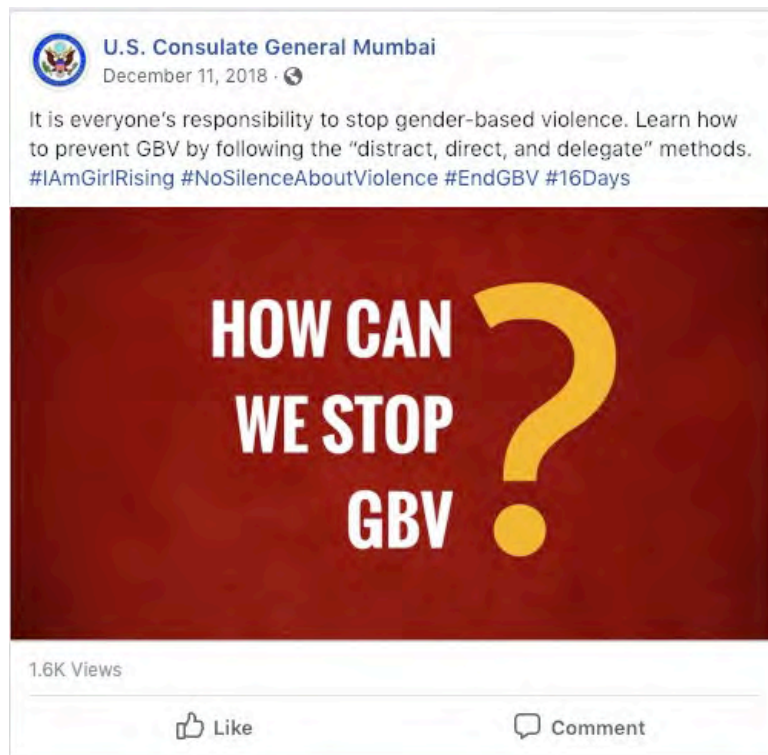 U.S. Consulate General Mumbai
December 11, 2018 ·
It is everyone's responsibility to stop gender-based violence. Learn how
to prevent GBV by following the “distract, direct, and delegate” methods.
#IAmGirlRising #NoSilenceAboutViolence #EndGBV #16Days
HOW CAN
WE STOP
GBV ?
1.6K Views
Like Comment